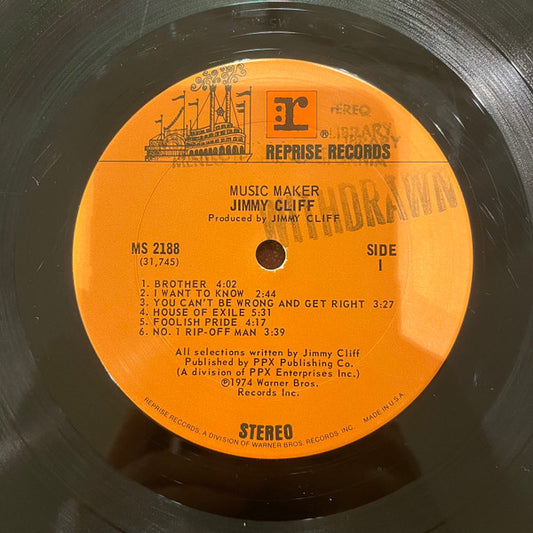 r
®
REPRISE RECORDS
LIBRARY
WITHDRAWN
MUSIC MAKER
JIMMY CLIFF
Produced by JIMMY CLIFF
MS 2188
(31,745)
SIDE
1
1. BROTHER 4:02
2. I WANT TO KNOW 2:44
3. YOU CAN'T BE WRONG AND GET RIGHT 3:27
4. HOUSE OF EXILE 5:31
5. FOOLISH PRIDE 4:17
6. NO. 1 RIP-OFF MAN 3:39
All selections written by Jimmy Cliff
Published by PPX Publishing Co.
(A division of PPX Enterprises Inc.)
℗1974 Warner Bros.
Records Inc.
REPRISE RECORDS, A DIVISION OF WARNER BROS. RECORDS, INC.
MADE IN U.S.A.
STEREO